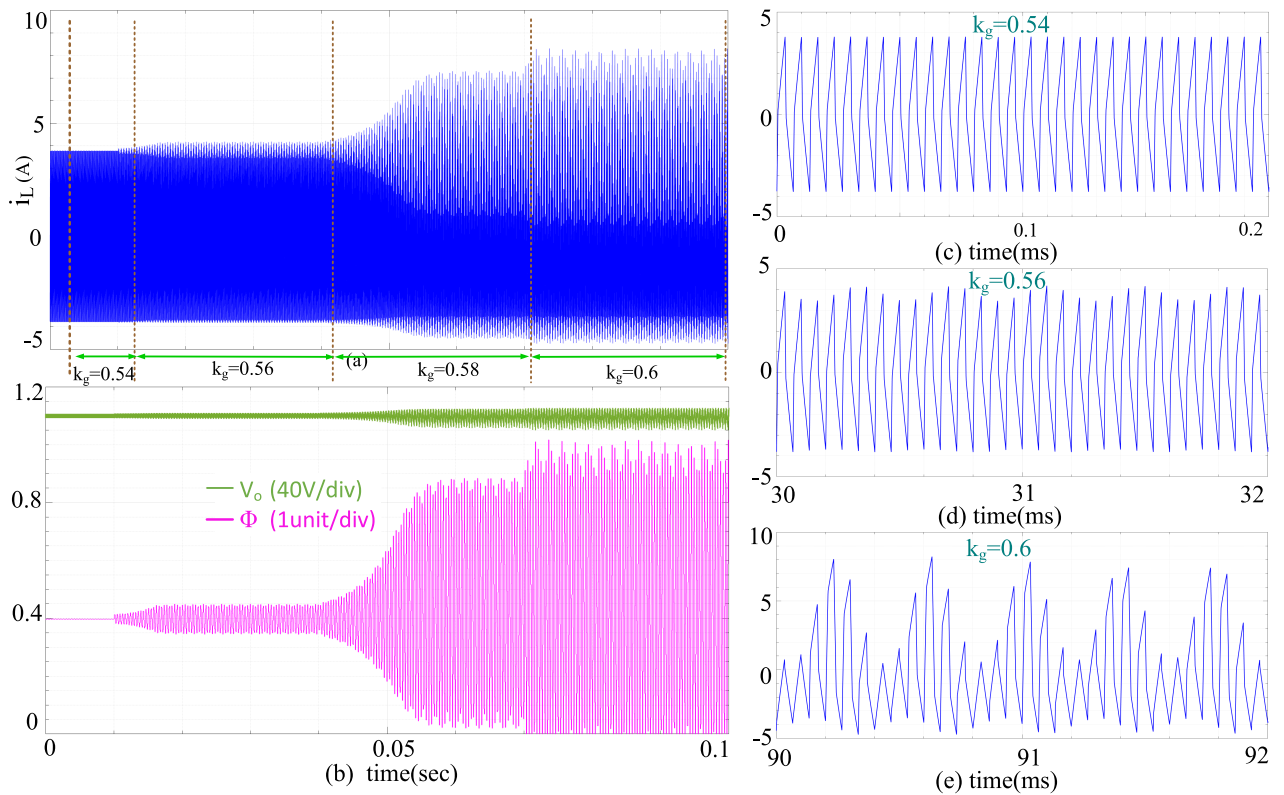 10
5
0
-5
i_L (A)
(a)
k_g=0.54
k_g=0.56
k_g=0.58
k_g=0.6
1.2
0.8
0.4
0
V_o (40V/div)
Φ (1unit/div)
0
0.05
0.1
(b) time(sec)
5
0
-5
k_g=0.54
0
0.1
0.2
(c) time(ms)
5
0
-5
k_g=0.56
30
31
32
(d) time(ms)
10
5
0
-5
k_g=0.6
90
91
92
(e) time(ms)